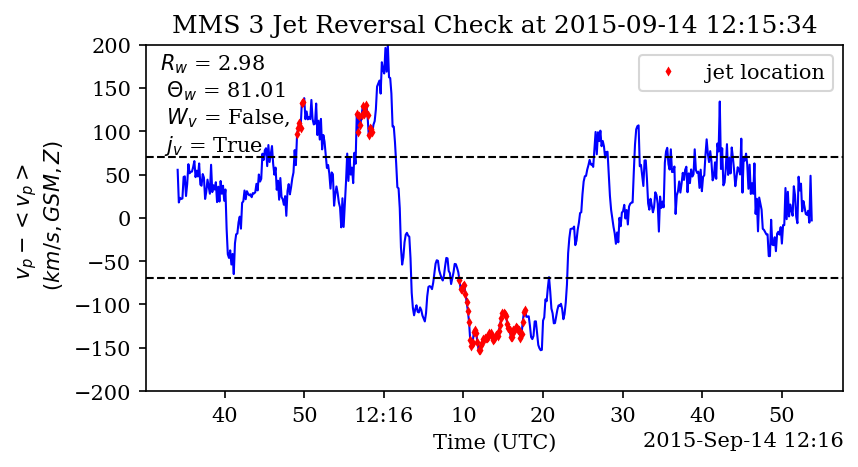 MMS 3 Jet Reversal Check at 2015-09-14 12:15:34
R_w = 2.98
Θ_w = 81.01
W_v = False,
j_v = True
jet location
v_p − < v_p >
(km/s, GSM, Z)
200
150
100
50
0
−50
−100
−150
−200
40 50 12:16 10 20 30 40 50
Time (UTC)
2015-Sep-14 12:16